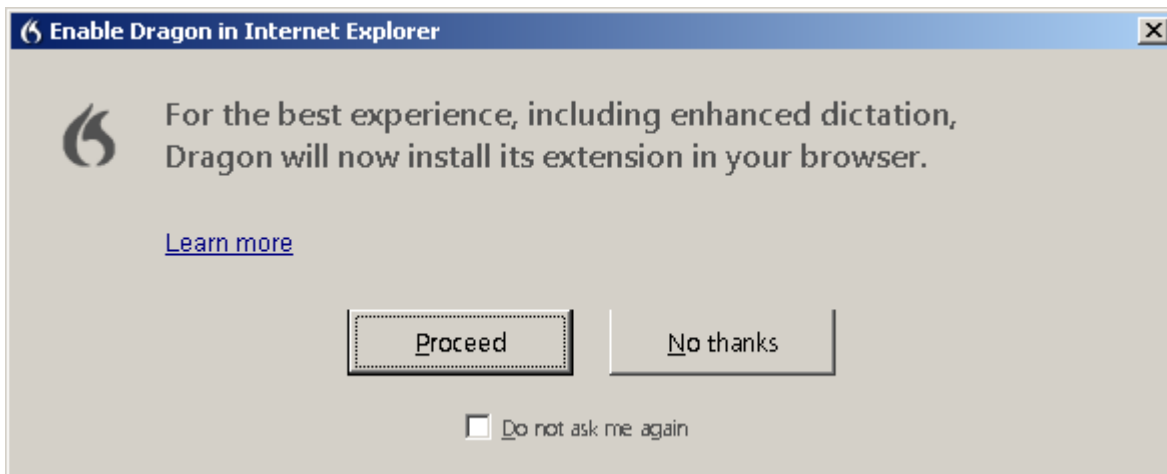 Enable Dragon in Internet Explorer
For the best experience, including enhanced dictation,
Dragon will now install its extension in your browser.
Learn more
Proceed
No thanks
Do not ask me again